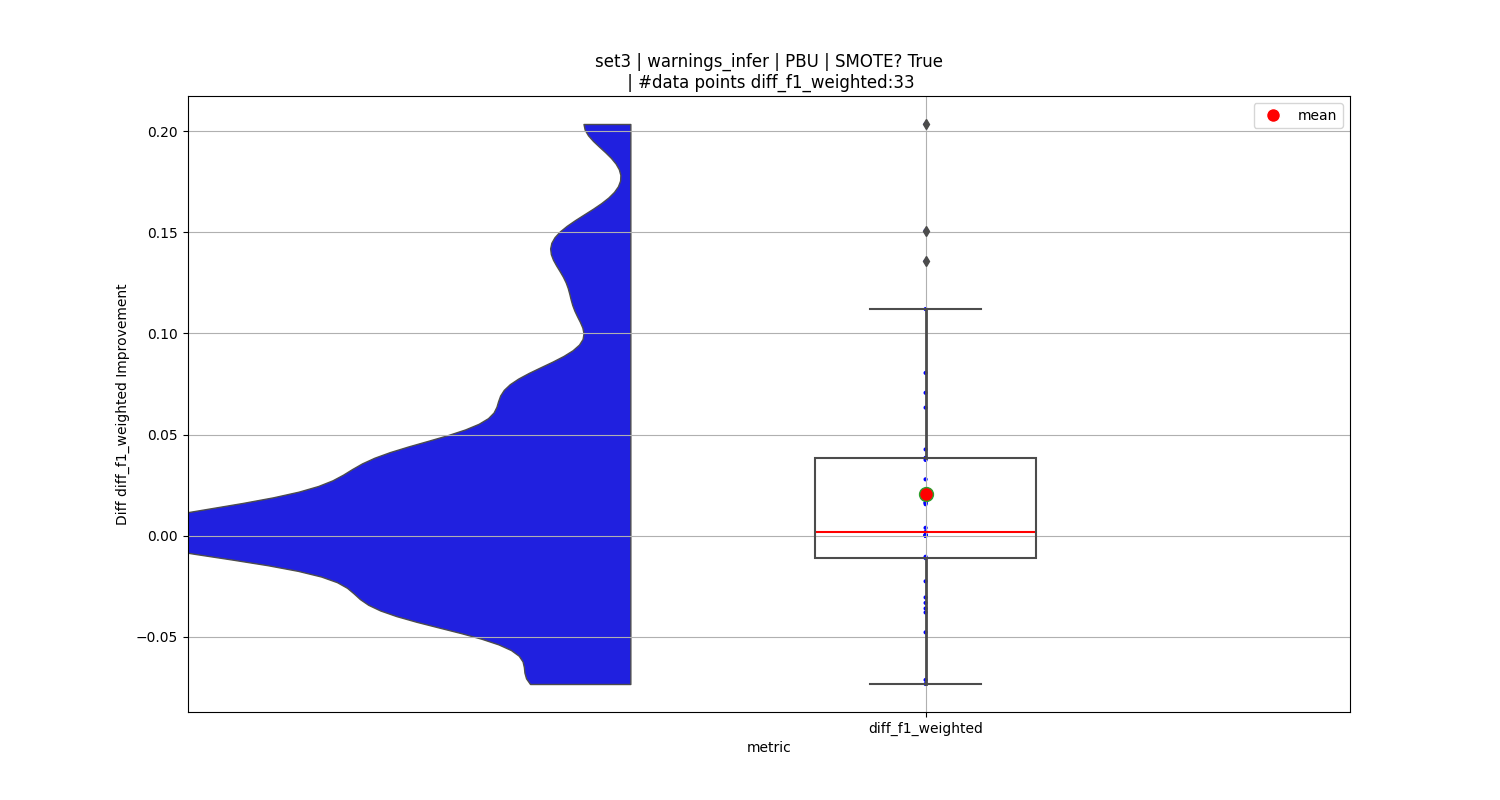 set3 | warnings_infer | PBU | SMOTE? True
| #data points diff_f1_weighted:33
mean
0.20
0.15
0.10
0.05
0.00
−0.05
Diff diff_f1_weighted Improvement
diff_f1_weighted
metric